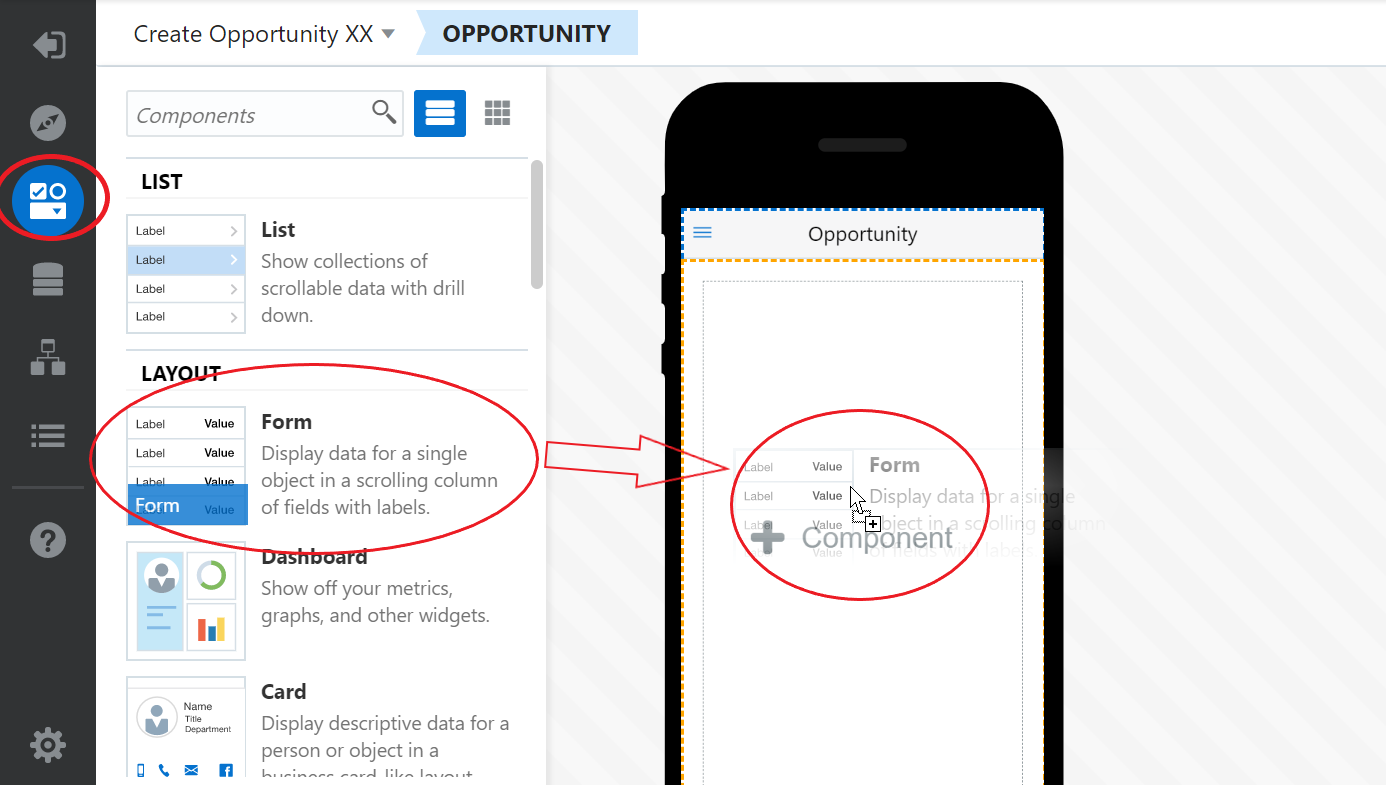 Create Opportunity XX
OPPORTUNITY
Components
LIST
Label
Label
Label
Label
List
Show collections of
scrollable data with drill
down.
LAYOUT
Label Value
Label Value
Label Value
Form Value
Form
Display data for a single
object in a scrolling column
of fields with labels.
Dashboard
Show off your metrics,
graphs, and other widgets.
Name
Title
Department
Card
Display descriptive data for a
person or object in a
business card-like layout
Opportunity
Label Value
Label Value
Label Value
Value
Form
Display data for a single
object in a scrolling column
of fields with labels
Component